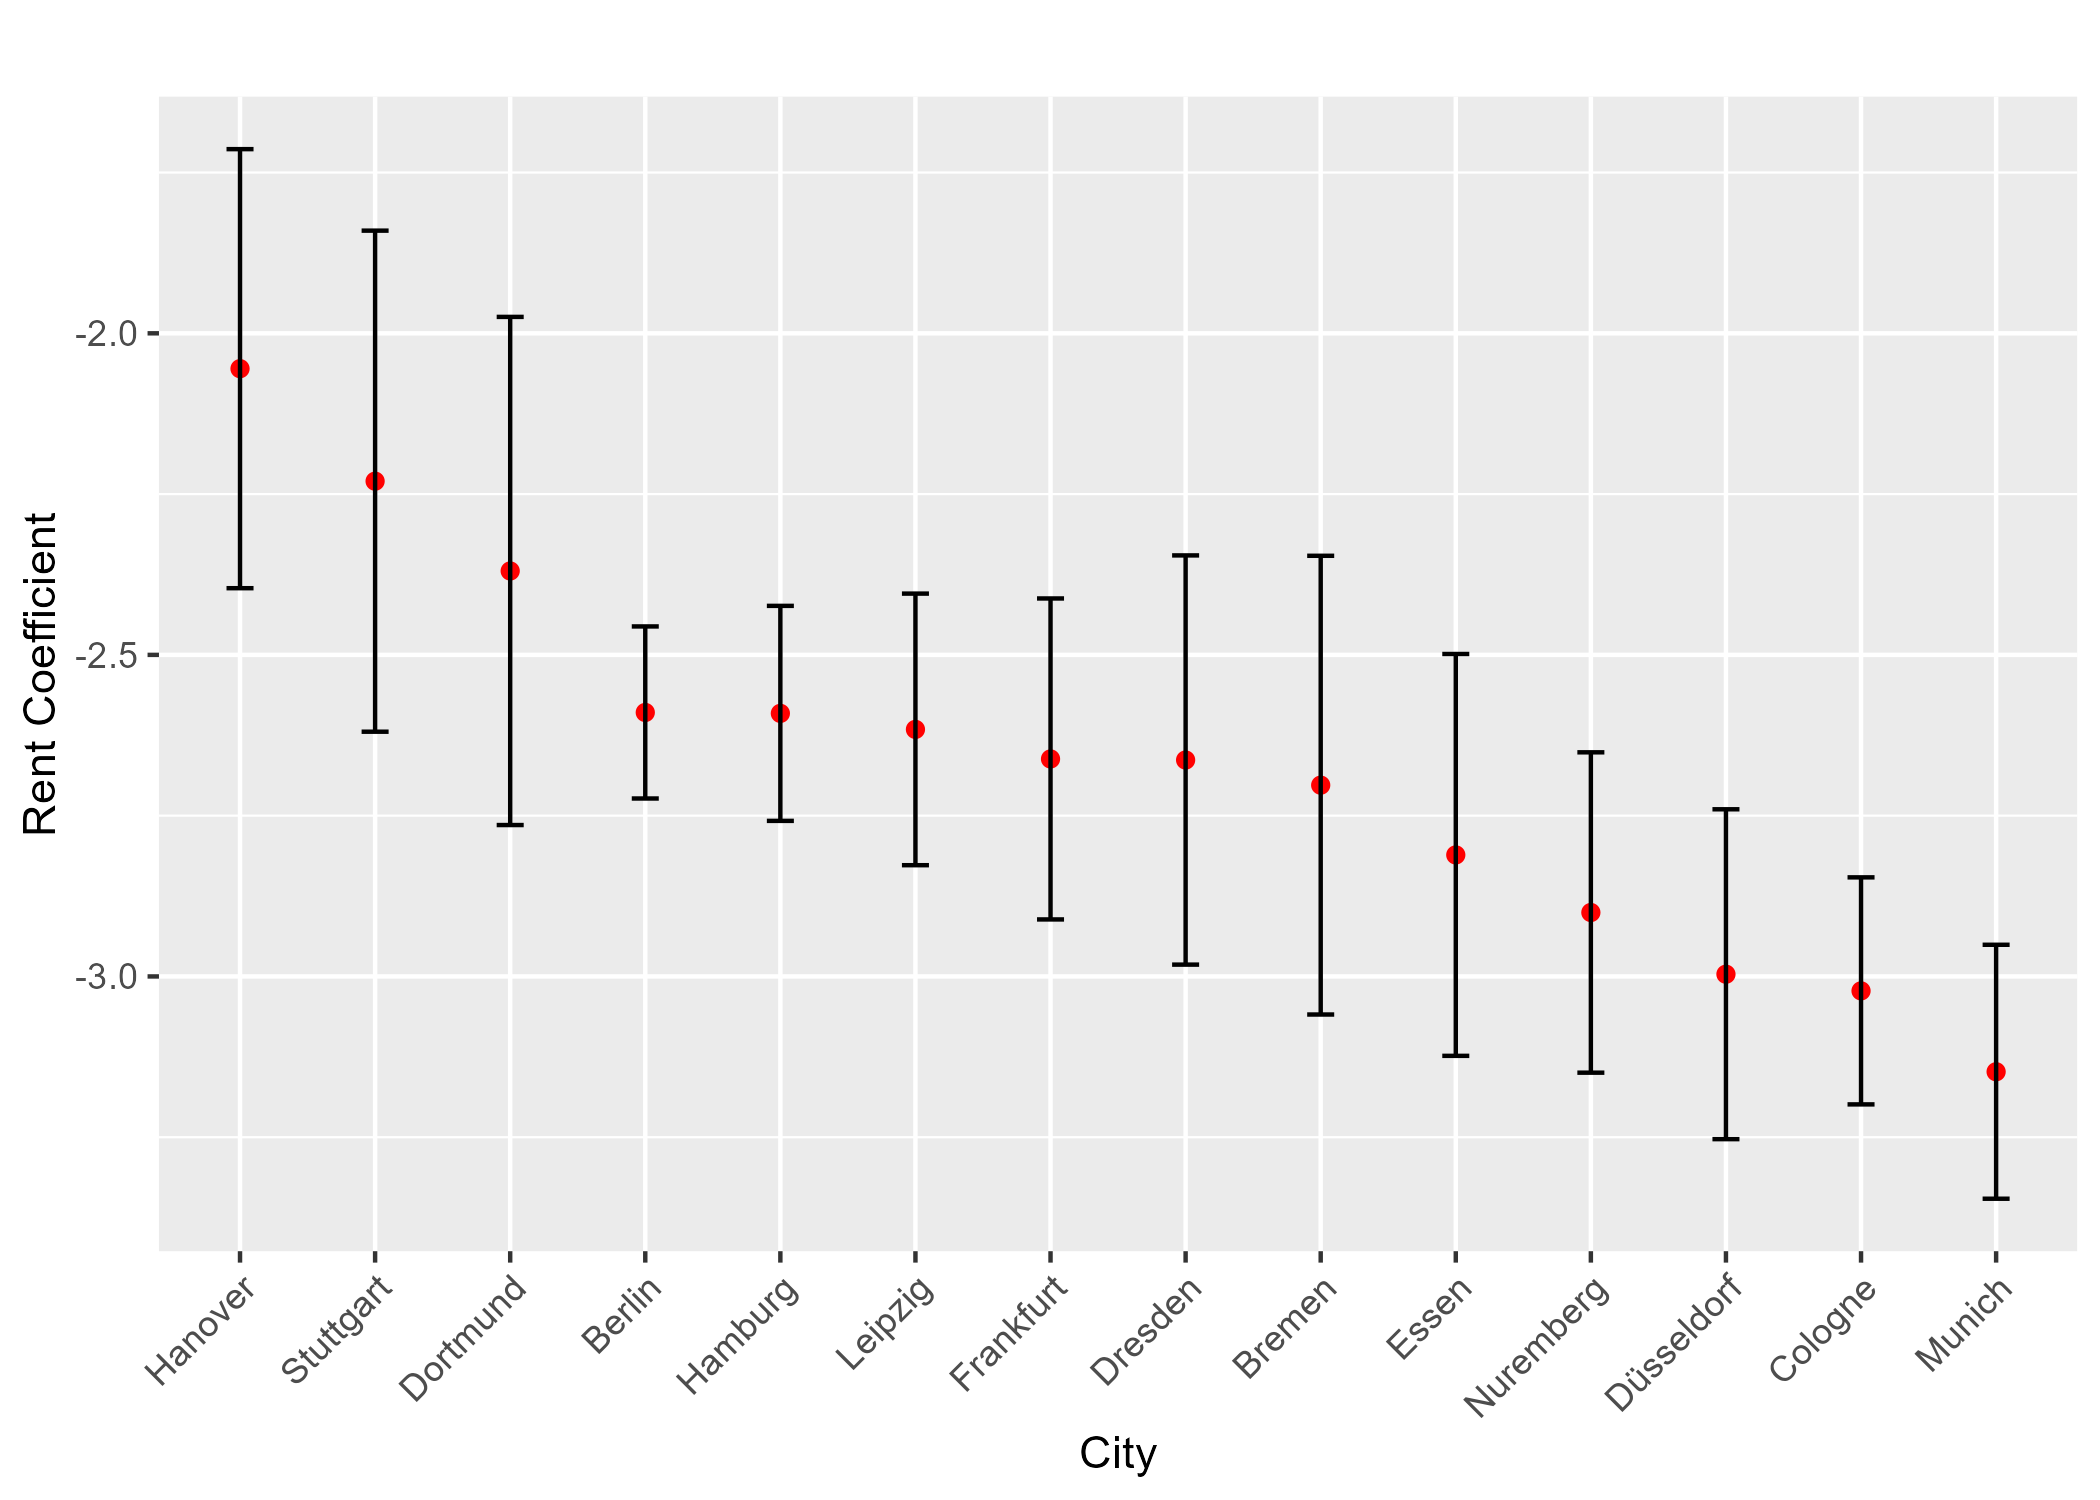 Rent Coefficient
-2.0
-2.5
-3.0
Hanover
Stuttgart
Dortmund
Berlin
Hamburg
Leipzig
Frankfurt
Dresden
Bremen
Essen
Nuremberg
Düsseldorf
Cologne
Munich
City